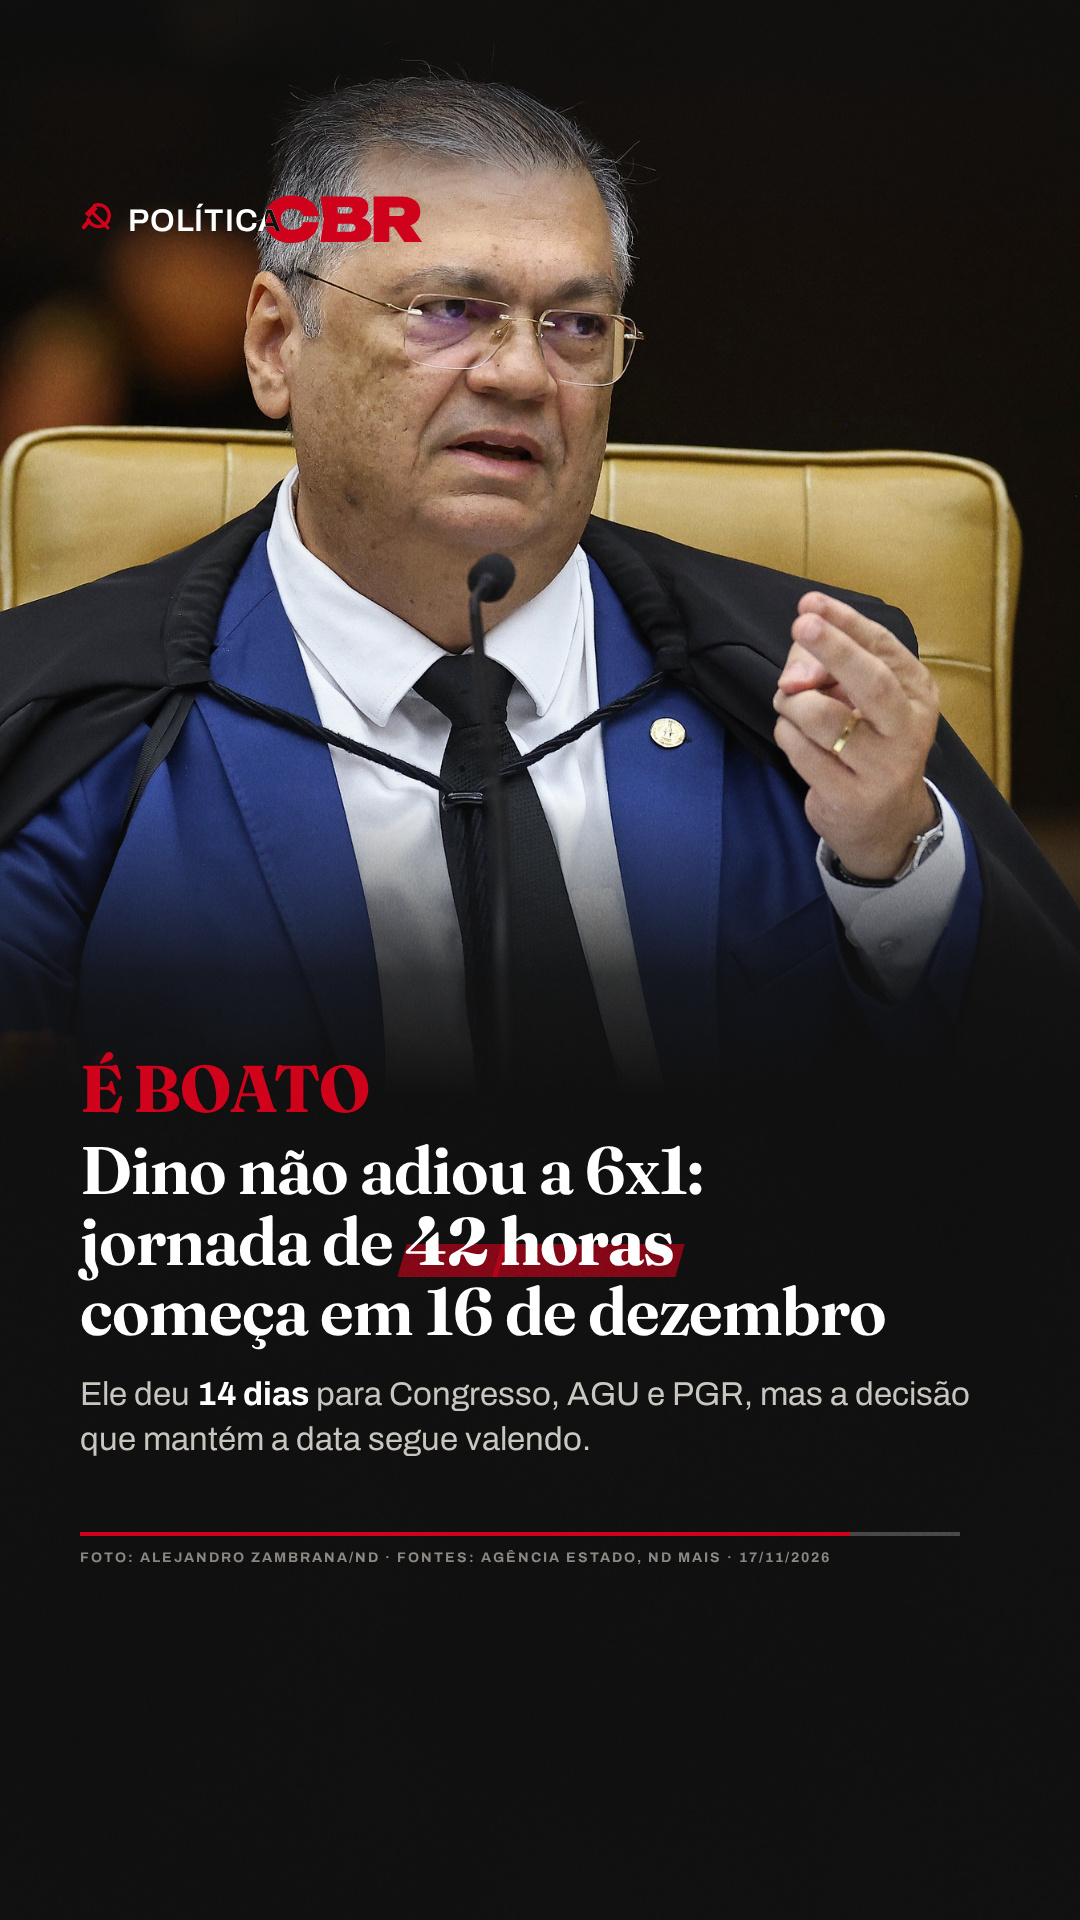 POLÍTICA CBR
É BOATO
Dino não adiou a 6x1:
jornada de 42 horas
começa em 16 de dezembro
Ele deu 14 dias para Congresso, AGU e PGR, mas a decisão
que mantém a data segue valendo.
FOTO: ALEJANDRO ZAMBRANA/ND · FONTES: AGÊNCIA ESTADO, ND MAIS · 17/11/2026